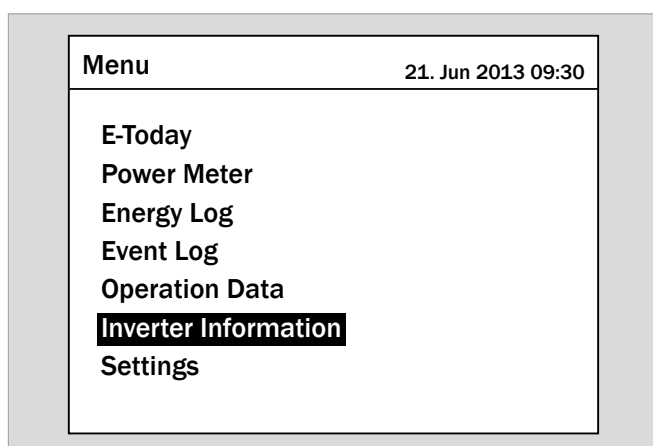 Menu 21. Jun 2013 09:30
E-Today
Power Meter
Energy Log
Event Log
Operation Data
Inverter Information
Settings